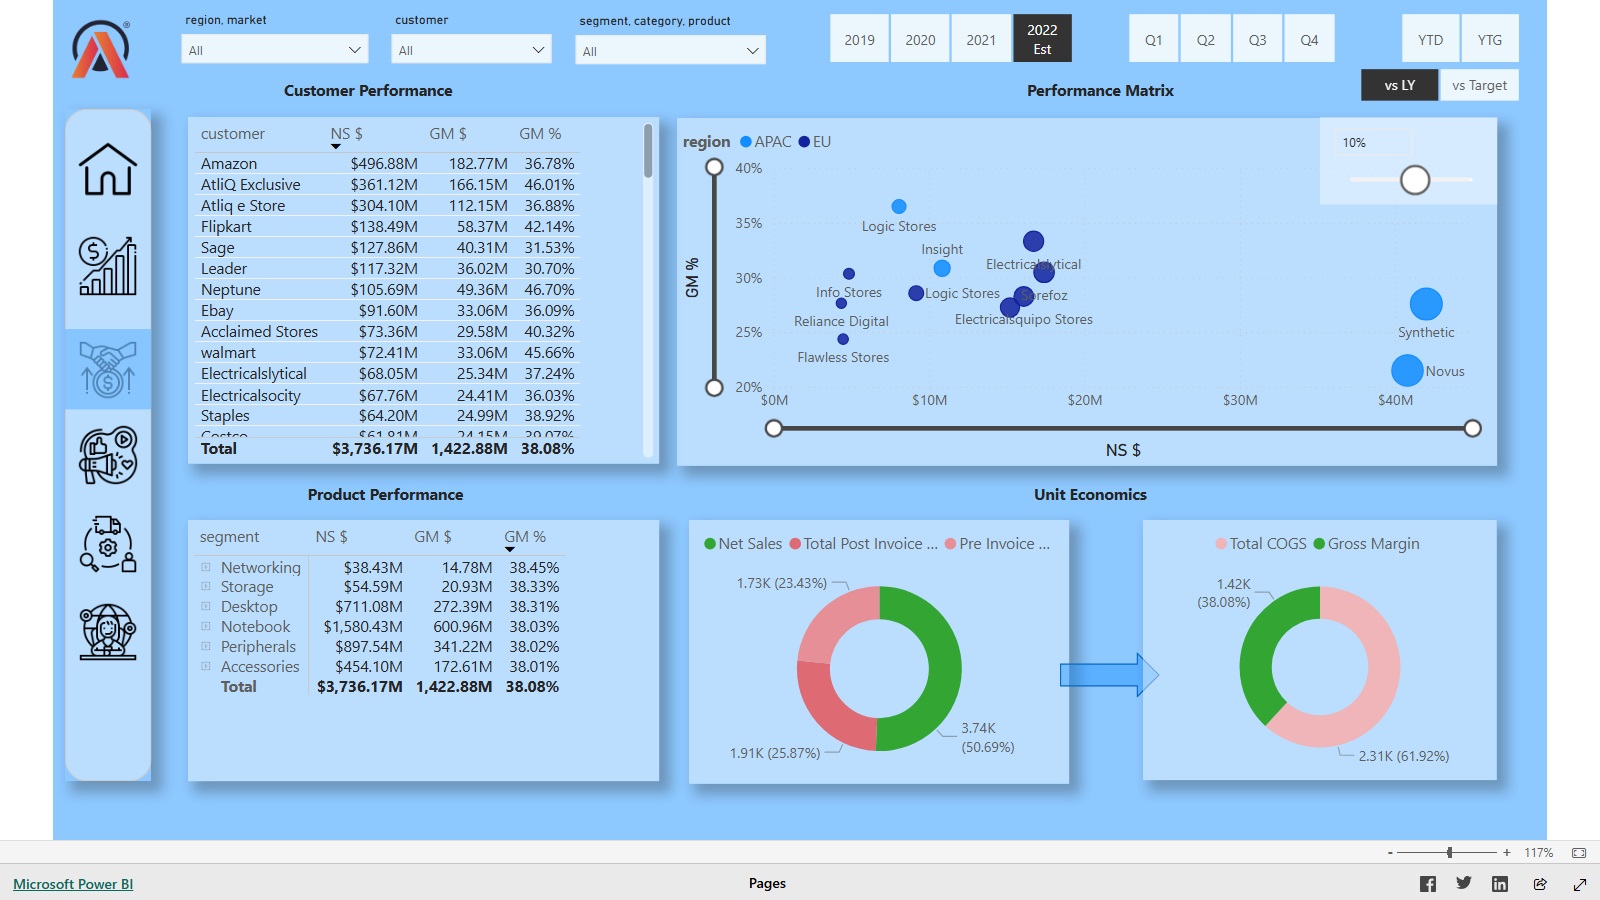 region, market
customer
segment, category, product
All
All
All
2019
2020
2021
2022
Est
Q1
Q2
Q3
Q4
YTD
YTG
vs LY
vs Target
Customer Performance
Performance Matrix
customer NS $ GM $ GM %
Amazon $496.88M 182.77M 36.78%
AtliQ Exclusive $361.12M 166.15M 46.01%
Atliq e Store $304.10M 112.15M 36.88%
Flipkart $138.49M 58.37M 42.14%
Sage $127.86M 40.31M 31.53%
Leader $117.32M 36.02M 30.70%
Neptune $105.69M 49.36M 46.70%
Ebay $91.60M 33.06M 36.09%
Acclaimed Stores $73.36M 29.58M 40.32%
walmart $72.41M 33.06M 45.66%
Electricalslytical $68.05M 25.34M 37.24%
Electricalsocity $67.76M 24.41M 36.03%
Staples $64.20M 24.99M 38.92%
Costco $61.81M 24.15M 39.07%
Total $3,736.17M 1,422.88M 38.08%
region APAC EU
10%
GM %
40%
35%
30%
25%
20%
Logic Stores
Insight
Electricalslytical
Info Stores
Logic Stores
Sorefoz
Reliance Digital
Electricalsquipo Stores
Flawless Stores
Synthetic
Novus
$0M
$10M
$20M
$30M
$40M
NS $
Product Performance
Unit Economics
segment NS $ GM $ GM %
Networking $38.43M 14.78M 38.45%
Storage $54.59M 20.93M 38.33%
Desktop $711.08M 272.39M 38.31%
Notebook $1,580.43M 600.96M 38.03%
Peripherals $897.54M 341.22M 38.02%
Accessories $454.10M 172.61M 38.01%
Total $3,736.17M 1,422.88M 38.08%
Net Sales Total Post Invoice ... Pre Invoice ...
1.73K (23.43%)
1.91K (25.87%)
3.74K
(50.69%)
Total COGS Gross Margin
1.42K
(38.08%)
2.31K (61.92%)
- + 117%
Microsoft Power BI
Pages